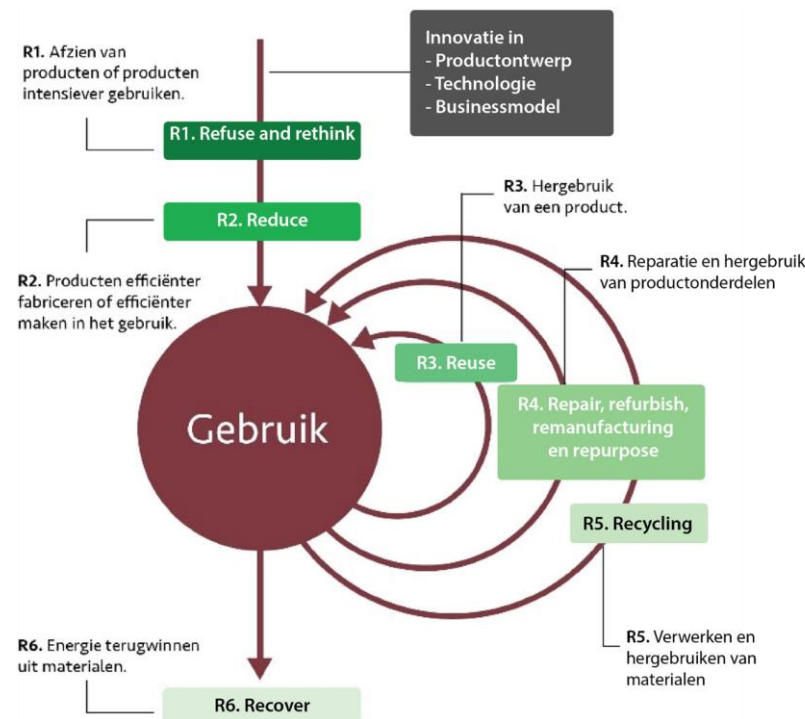 R1. Afzien van
producten of producten
intensiever gebruiken.
Innovatie in
- Productontwerp
- Technologie
- Businessmodel
R1. Refuse and rethink
R3. Hergebruik
van een product.
R2. Reduce
R4. Reparatie en hergebruik
van productonderdelen
R2. Producten efficiënter
fabriceren of efficiënter
maken in het gebruik.
R3. Reuse
Gebruik
R4. Repair, refurbish,
remanufacturing
en repurpose
R5. Recycling
R6. Energie terugwinnen
uit materialen.
R5. Verwerken en
hergebruiken van
materialen
R6. Recover